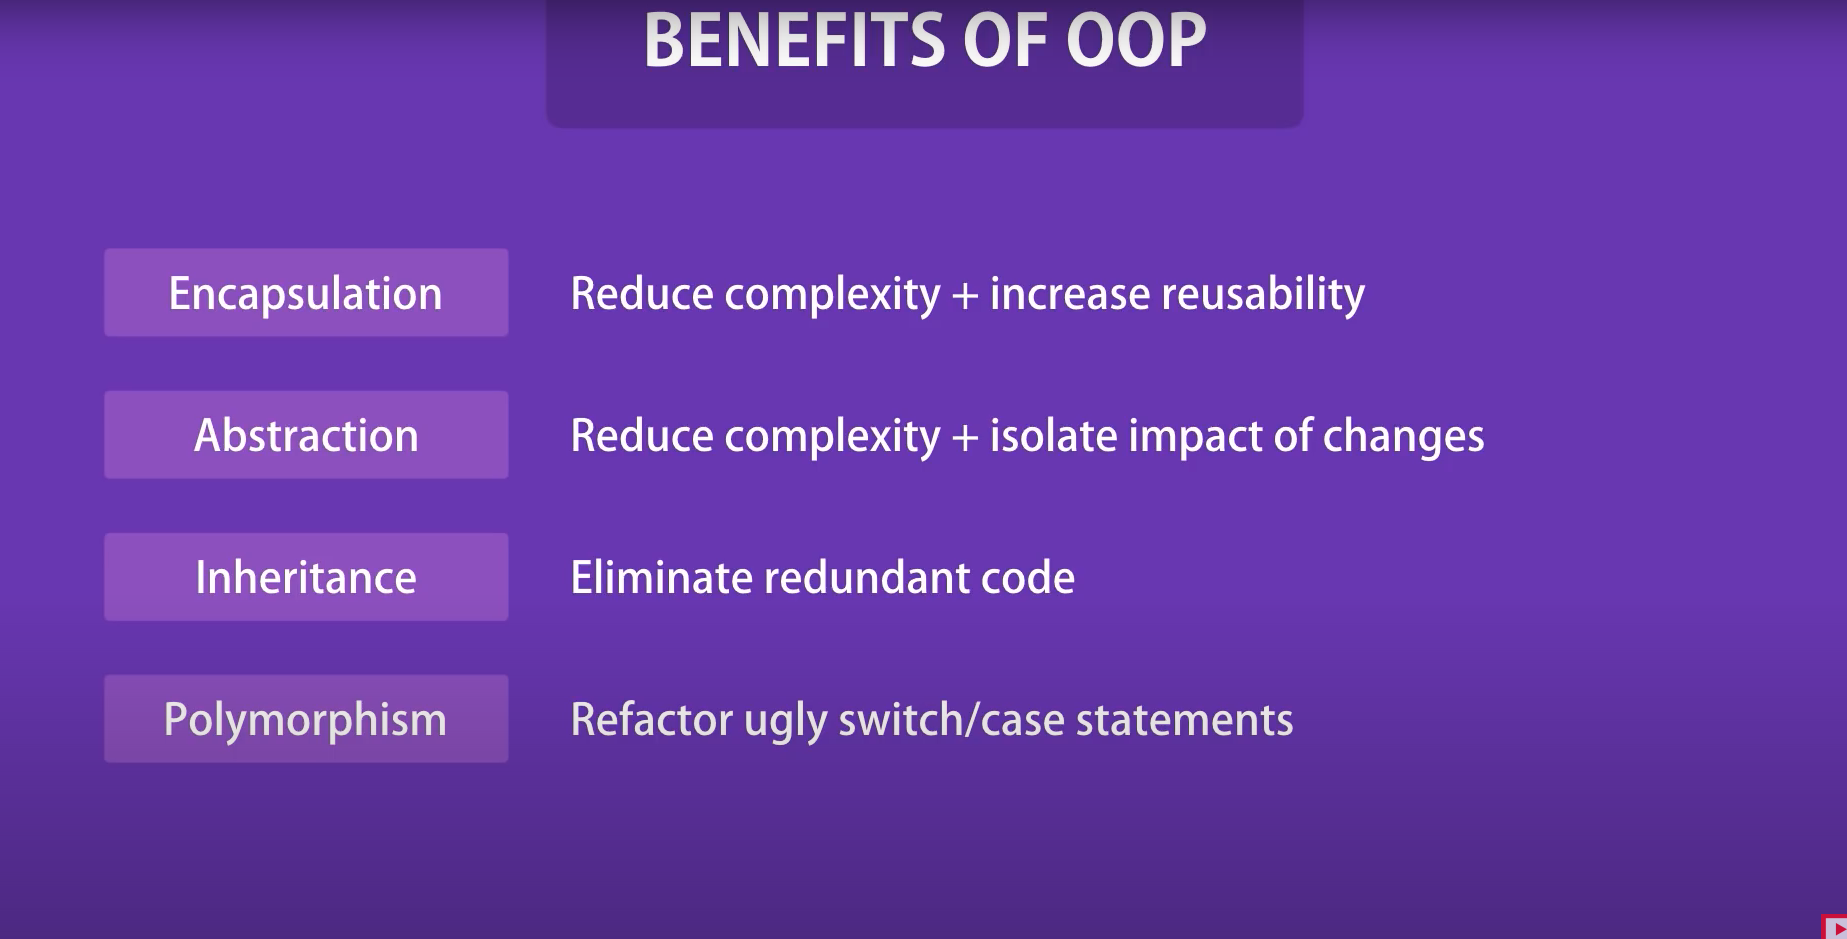 BENEFITS OF OOP
Encapsulation Reduce complexity + increase reusability
Abstraction Reduce complexity + isolate impact of changes
Inheritance Eliminate redundant code
Polymorphism Refactor ugly switch/case statements